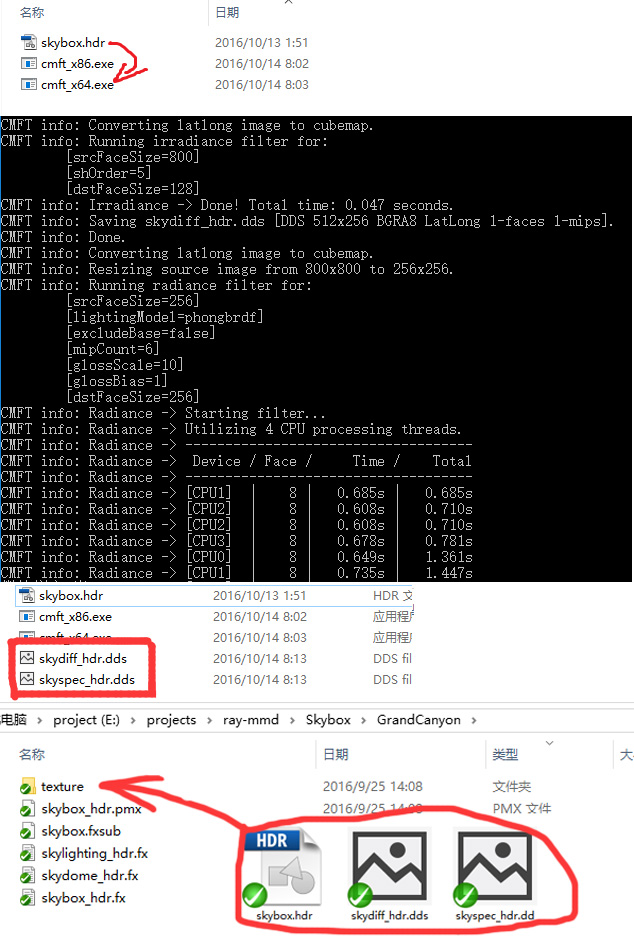 名称 日期
skybox.hdr 2016/10/13 1:51
cmft_x86.exe 2016/10/14 8:02
cmft_x64.exe 2016/10/14 8:03
CMFT info: Converting latlong image to cubemap.
CMFT info: Running irradiance filter for:
[srcFaceSize=800]
[shOrder=5]
[dstFaceSize=128]
CMFT info: Irradiance -> Done! Total time: 0.047 seconds.
CMFT info: Saving skydiff_hdr.dds [DDS 512x256 BGRA8 LatLong 1-faces 1-mips].
CMFT info: Done.
CMFT info: Converting latlong image to cubemap.
CMFT info: Resizing source image from 800x800 to 256x256.
CMFT info: Running radiance filter for:
[srcFaceSize=256]
[lightingModel=phongbrdf]
[excludeBase=false]
[mipCount=6]
[glossScale=10]
[glossBias=1]
[dstFaceSize=256]
CMFT info: Radiance -> Starting filter...
CMFT info: Radiance -> Utilizing 4 CPU processing threads.
CMFT info: Radiance -> ------------------------------------
CMFT info: Radiance -> Device / Face / Time / Total
CMFT info: Radiance -> ------------------------------------
CMFT info: Radiance -> [CPU1] | 8 | 0.685s | 0.685s
CMFT info: Radiance -> [CPU2] | 8 | 0.608s | 0.710s
CMFT info: Radiance -> [CPU2] | 8 | 0.608s | 0.710s
CMFT info: Radiance -> [CPU3] | 8 | 0.678s | 0.781s
CMFT info: Radiance -> [CPU0] | 8 | 0.649s | 1.361s
CMFT info: Radiance -> [CPU1] | 8 | 0.735s | 1.447s
skybox.hdr 2016/10/13 1:51 HDR 文
cmft_x86.exe 2016/10/14 8:02 应用程序
cmft_x64.exe 2016/10/14 8:03 应用程序
skydiff_hdr.dds 2016/10/14 8:13 DDS fil
skyspec_hdr.dds 2016/10/14 8:13 DDS fil
电脑 > project (E:) > projects > ray-mmd > Skybox > GrandCanyon >
名称 日期 类型 大
texture 2016/9/25 14:08 文件夹
skybox_hdr.pmx 2016/9/25 14:08 PMX 文件
skybox.fxsub
skylighting_hdr.fx
skydome_hdr.fx
skybox_hdr.fx
HDR
skybox.hdr skydiff_hdr.dds skyspec_hdr.dd